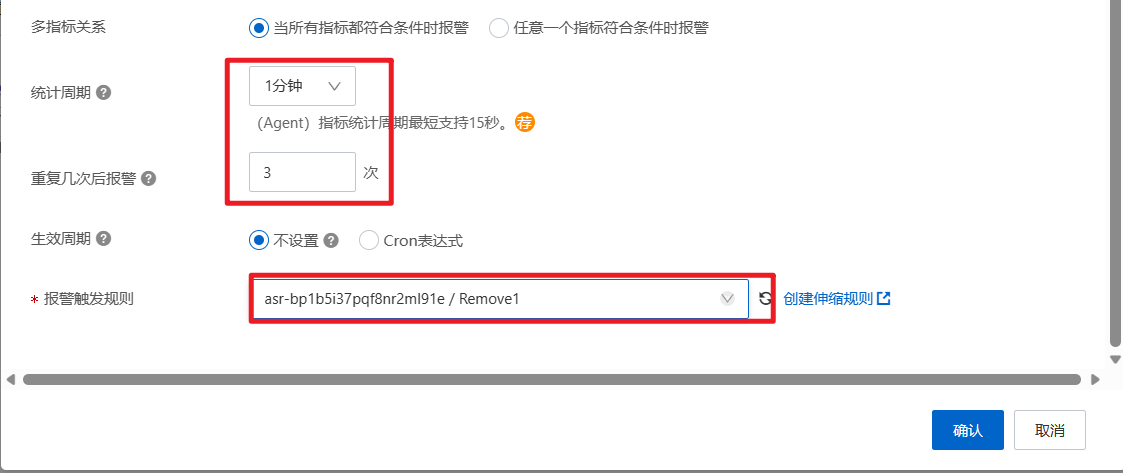 多指标关系 当所有指标都符合条件时报警 任意一个指标符合条件时报警
统计周期 1分钟
（Agent）指标统计周期最短支持15秒。荐
重复几次后报警 3 次
生效周期 不设置 Cron表达式
* 报警触发规则 asr-bp1b5i37pqf8nr2ml91e / Remove1 创建伸缩规则
确认 取消